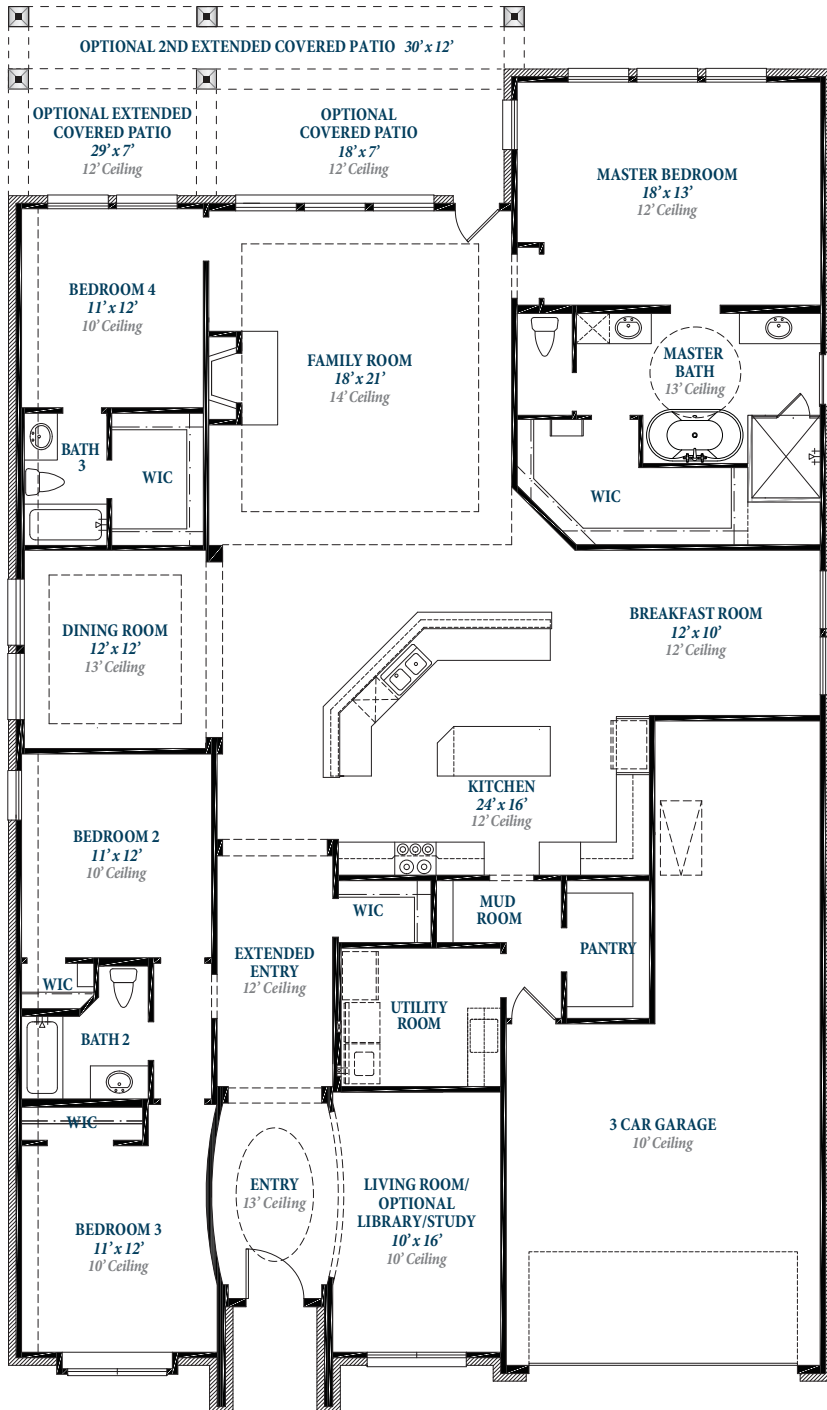 OPTIONAL 2ND EXTENDED COVERED PATIO 30' x 12'
OPTIONAL EXTENDED
COVERED PATIO
29' x 7'
12' Ceiling
OPTIONAL
COVERED PATIO
18' x 7'
12' Ceiling
MASTER BEDROOM
18' x 13'
12' Ceiling
BEDROOM 4
11' x 12'
10' Ceiling
FAMILY ROOM
18' x 21'
14' Ceiling
MASTER
BATH
13' Ceiling
BATH
3
WIC
WIC
DINING ROOM
12' x 12'
13' Ceiling
BREAKFAST ROOM
12' x 10'
12' Ceiling
KITCHEN
24' x 16'
12' Ceiling
BEDROOM 2
11' x 12'
10' Ceiling
WIC
MUD
ROOM
PANTRY
EXTENDED
ENTRY
12' Ceiling
WIC
UTILITY
ROOM
BATH 2
WIC
3 CAR GARAGE
10' Ceiling
ENTRY
13' Ceiling
LIVING ROOM/
OPTIONAL
LIBRARY/STUDY
10' x 16'
10' Ceiling
BEDROOM 3
11' x 12'
10' Ceiling